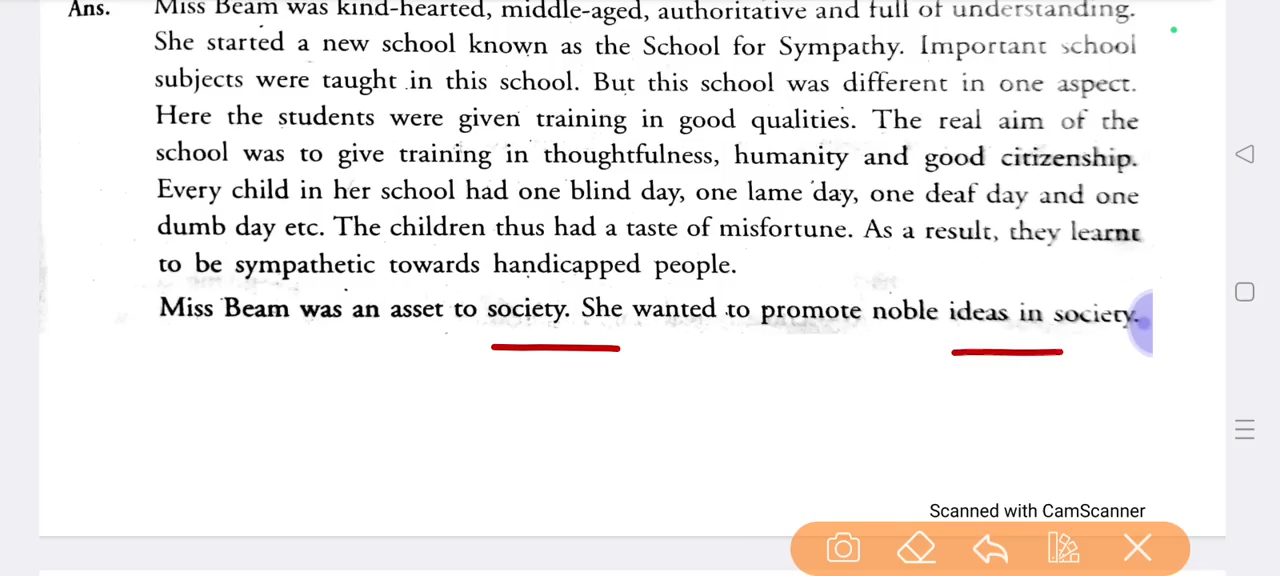 Ans. Miss Beam was kind-hearted, middle-aged, authoritative and full of understanding.
She started a new school known as the School for Sympathy. Important school
subjects were taught in this school. But this school was different in one aspect.
Here the students were given training in good qualities. The real aim of the
school was to give training in thoughtfulness, humanity and good citizenship.
Every child in her school had one blind day, one lame day, one deaf day and one
dumb day etc. The children thus had a taste of misfortune. As a result, they learnt
to be sympathetic towards handicapped people.
Miss Beam was an asset to society. She wanted to promote noble ideas in society.
Scanned with CamScanner